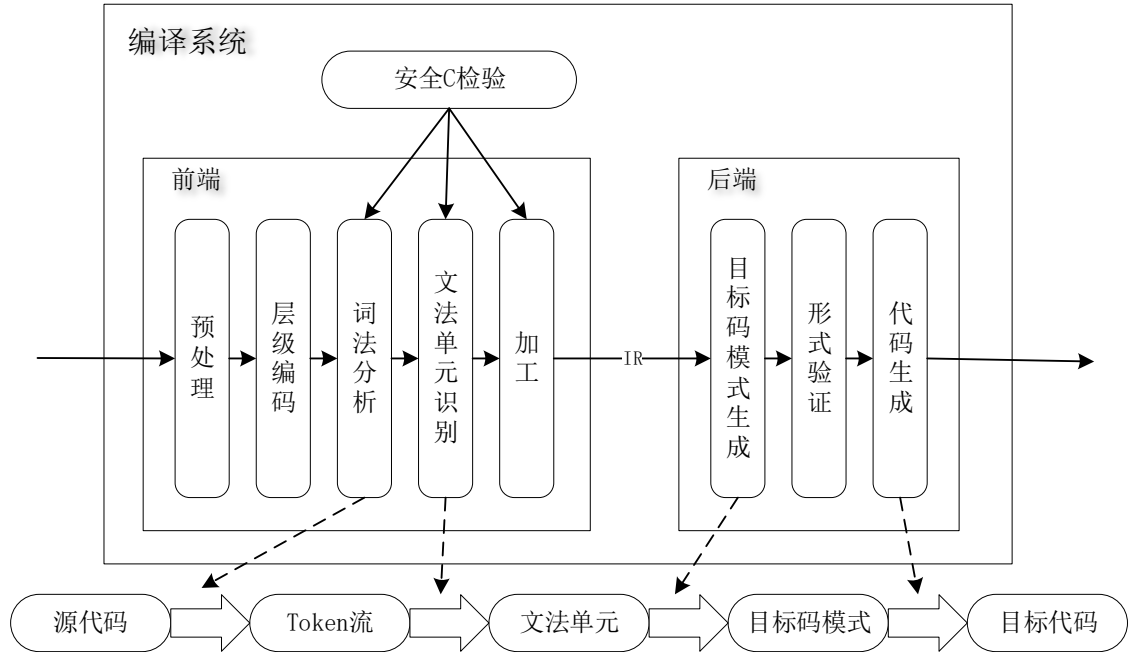 编译系统
安全C检验
前端
后端
预处理
层级编码
词法分析
文法单元识别
加工
IR
目标码模式生成
形式验证
代码生成
源代码
Token流
文法单元
目标码模式
目标代码